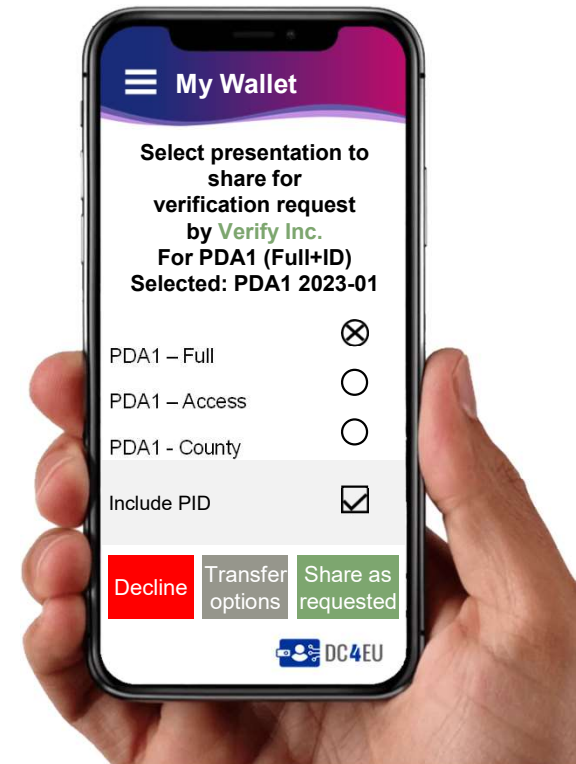 My Wallet
Select presentation to
share for
verification request
by Verify Inc.
For PDA1 (Full+ID)
Selected: PDA1 2023-01
PDA1 – Full
PDA1 – Access
PDA1 - County
Include PID
Decline
Transfer
options
Share as
requested
DC4EU